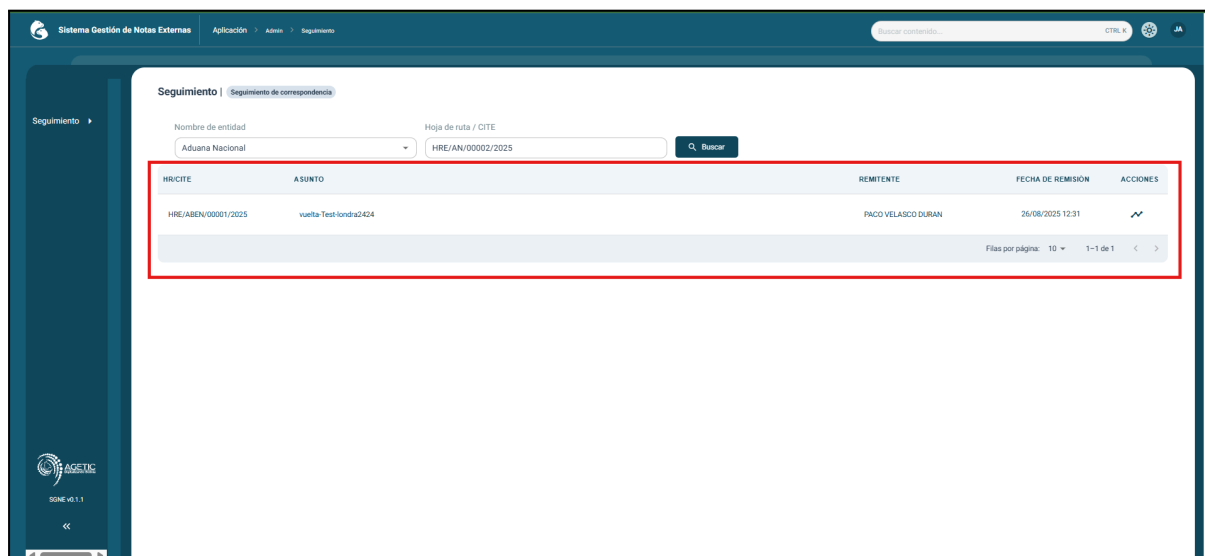 Sistema Gestión de Notas Externas Aplicación > Admin > Seguimiento Buscar contenido... CTRL K JA
Seguimiento | Seguimiento de correspondencia
Seguimiento
Nombre de entidad Hoja de ruta / CITE
Aduana Nacional HRE/AN/00002/2025 Buscar
HR/CITE ASUNTO REMITENTE FECHA DE REMISIÓN ACCIONES
HRE/ABEN/00001/2025 vuelta-Test-londra2424 PACO VELASCO DURAN 26/08/2025 12:31
Filas por página: 10 1–1 de 1 < >
AGETIC
SGNE v0.1.1